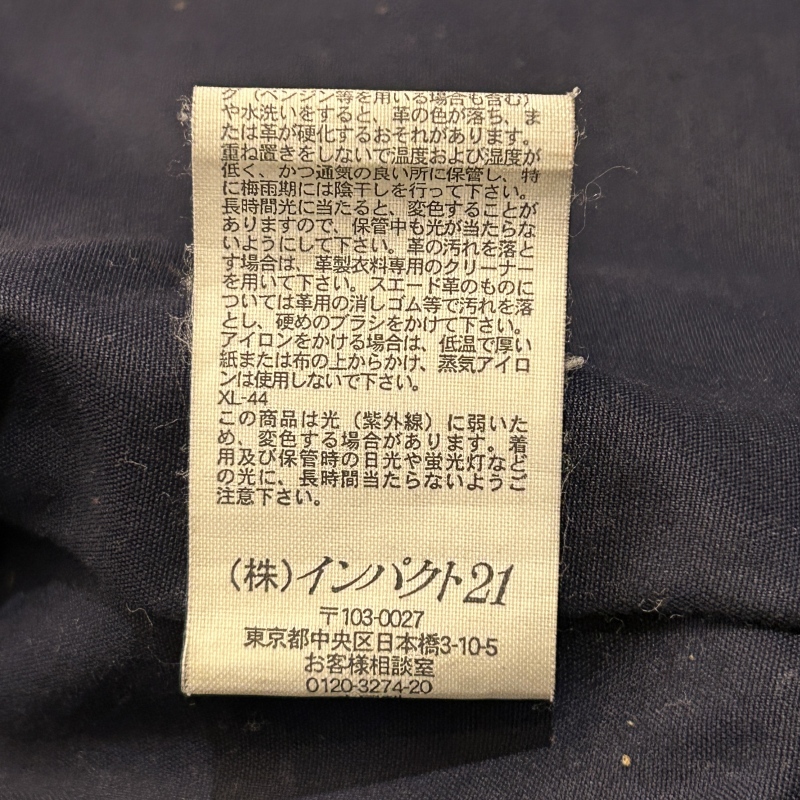 グ（ベンジン等を用いる場合も含む）
や水洗いをすると、革の色が落ち、ま
たは革が硬化するおそれがあります。
重ね置きをしないで温度および湿度が
低く、かつ通気の良い所に保管し、特
に梅雨期には陰干しを行って下さい。
長時間光に当たると、変色することが
ありますので、保管中も光が当たらな
いようにして下さい。革の汚れを落と
す場合は、革製衣料専用のクリーナー
を用いて下さい。スエード革のものに
ついては革用の消しゴム等で汚れを落
とし、硬めのブラシをかけて下さい。
アイロンをかける場合は、低温で厚い
紙または布の上からかけ、蒸気アイロ
ンは使用しないで下さい。
XL-44
この商品は光（紫外線）に弱いた
め、変色する場合があります。着
用及び保管時の日光や蛍光灯など
の光に、長時間当たらないようご
注意下さい。
（株）インパクト21
〒103-0027
東京都中央区日本橋3-10-5
お客様相談室
0120-3274-20